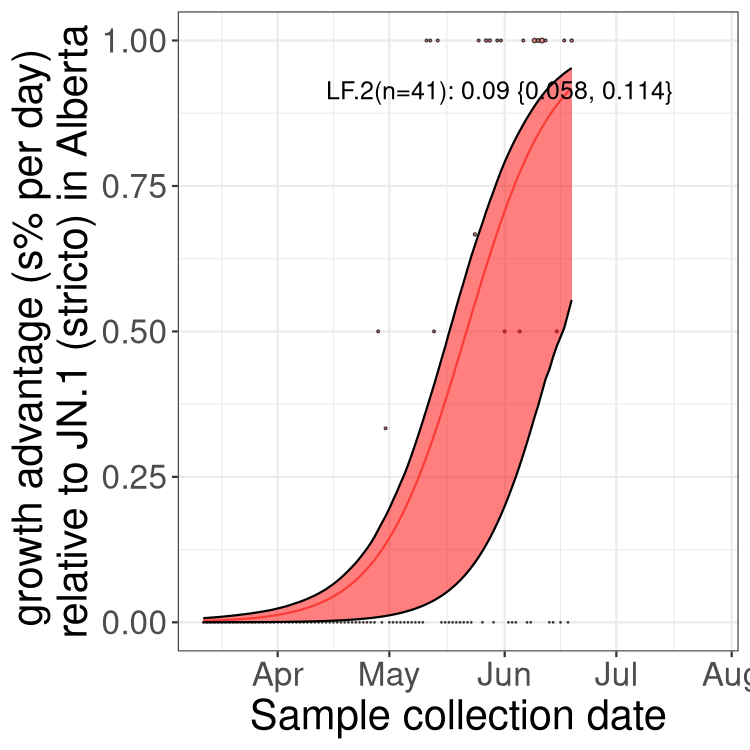 growth advantage (s% per day)
relative to JN.1 (stricto) in Alberta
1.00
0.75
0.50
0.25
0.00
LF.2(n=41): 0.09 {0.058, 0.114}
Apr May Jun Jul Aug
Sample collection date